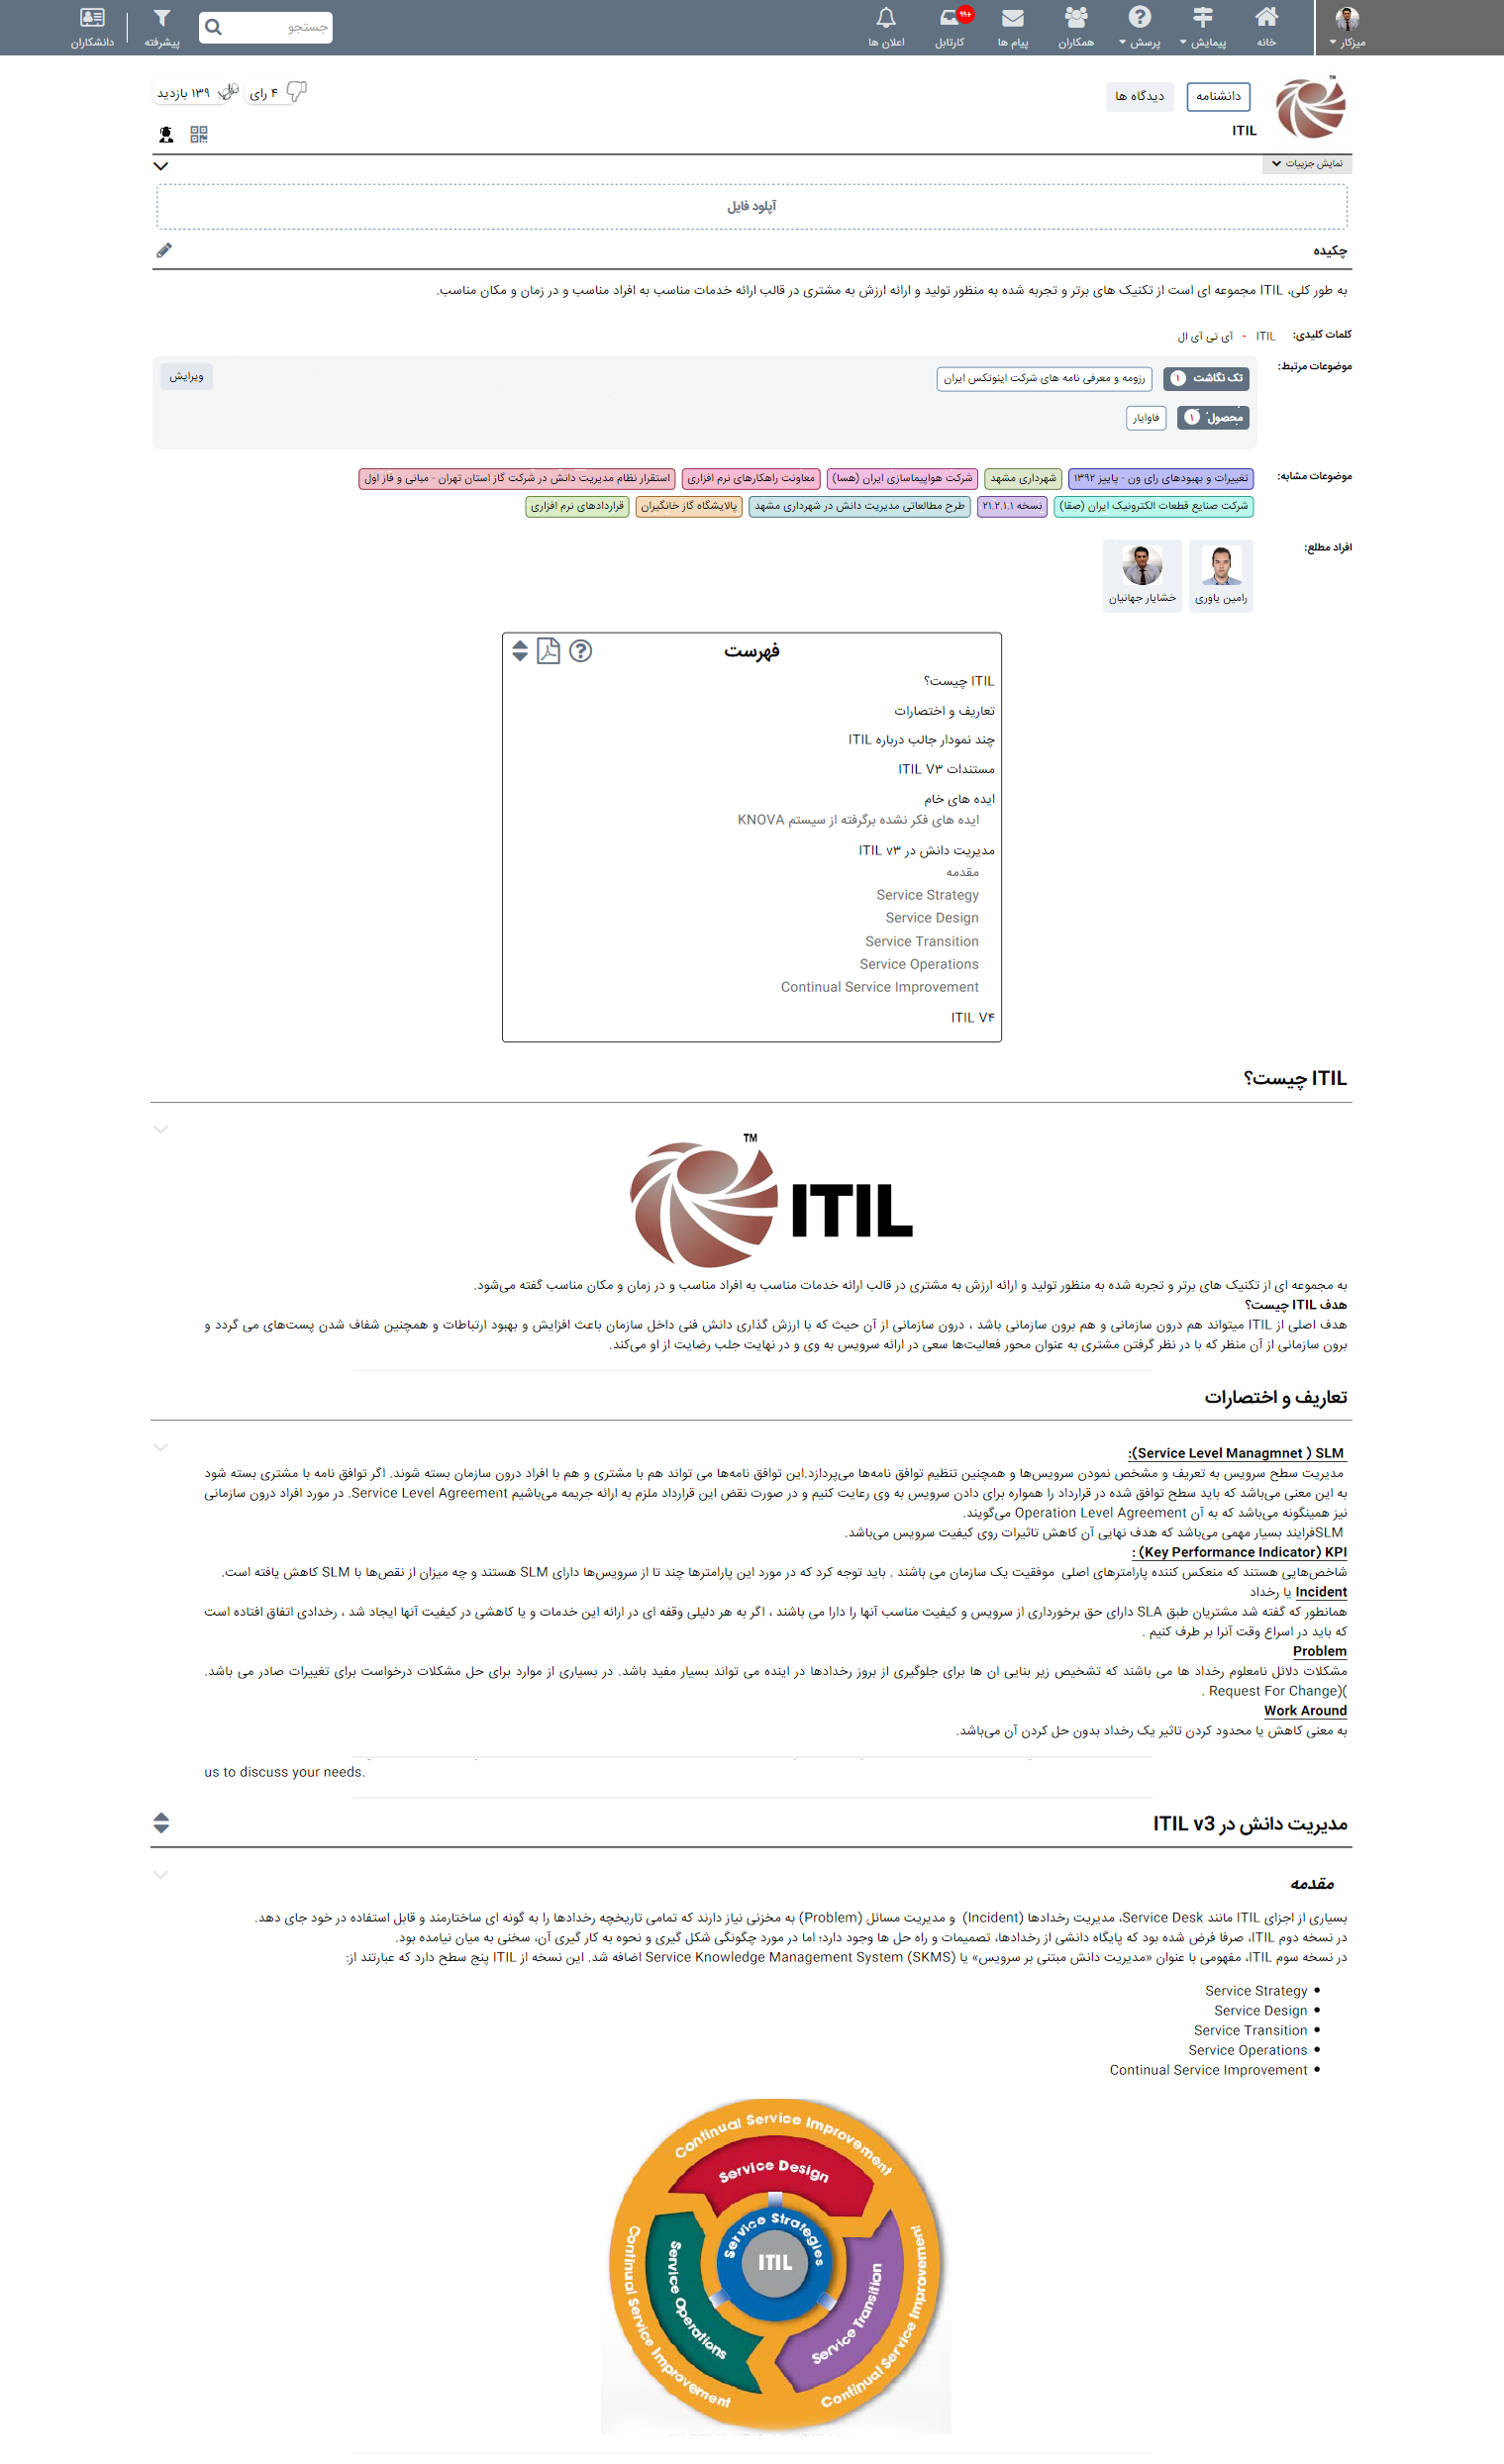 میزکار
خانه
پیمایش
پرسش
همکاران
پیام ها
کارتابل
+۹۹
اعلان ها
جستجو
پیشرفته
دانشکاران
دانشنامه
دیدگاه ها
۴ رای
۱۳۹ بازدید
ITIL
نمایش جزییات
آپلود فایل
چکیده
به طور کلی، ITIL مجموعه ای است از تکنیک های برتر و تجربه شده به منظور تولید و ارائه ارزش به مشتری در قالب ارائه خدمات مناسب به افراد مناسب و در زمان و مکان مناسب.
کلمات کلیدی: ITIL - آی تی آی ال
موضوعات مرتبط:
تک نگاشت ۱ رزومه و معرفی نامه های شرکت اینوتکس ایران
ویرایش
محصول ۱ فاوایار
موضوعات مشابه: تغییرات و بهبودهای رای ون - پاییز ۱۳۹۲ شهرداری مشهد شرکت هواپیماسازی ایران (هسا) معاونت راهکارهای نرم افزاری استقرار نظام مدیریت دانش در شرکت گاز استان تهران - مبانی و فاز اول
شرکت صنایع قطعات الکترونیک ایران (صقا) نسخه ۲۱.۲.۱.۱ طرح مطالعاتی مدیریت دانش در شهرداری مشهد پالایشگاه گاز خانگیران قراردادهای نرم افزاری
افراد مطلع:
رامین یاوری خشایار جهانیان
فهرست
ITIL چیست؟
تعاریف و اختصارات
چند نمودار جالب درباره ITIL
مستندات ITIL V۳
ایده های خام
ایده های فکر نشده برگرفته از سیستم KNOVA
مدیریت دانش در ITIL v۳
مقدمه
Service Strategy
Service Design
Service Transition
Service Operations
Continual Service Improvement
ITIL V۴
ITIL چیست؟
TM
ITIL
به مجموعه ای از تکنیک های برتر و تجربه شده به منظور تولید و ارائه ارزش به مشتری در قالب ارائه خدمات مناسب به افراد مناسب و در زمان و مکان مناسب گفته می‌شود.
هدف ITIL چیست؟
هدف اصلی از ITIL میتواند هم درون سازمانی و هم برون سازمانی باشد ، درون سازمانی از آن حیث که با ارزش گذاری دانش فنی داخل سازمان باعث افزایش و بهبود ارتباطات و همچنین شفاف شدن پست‌های می گردد و
برون سازمانی از آن منظر که با در نظر گرفتن مشتری به عنوان محور فعالیت‌ها سعی در ارائه سرویس به وی و در نهایت جلب رضایت از او می‌کند.
تعاریف و اختصارات
SLM ( Service Level Managmnet):
مدیریت سطح سرویس به تعریف و مشخص نمودن سرویس‌ها و همچنین تنظیم توافق نامه‌ها می‌پردازد.این توافق نامه‌ها می تواند هم با مشتری و هم با افراد درون سازمان بسته شوند. اگر توافق نامه با مشتری بسته شود
به این معنی می‌باشد که باید سطح توافق شده در قرارداد را همواره برای دادن سرویس به وی رعایت کنیم و در صورت نقض این قرارداد ملزم به ارائه جریمه می‌باشیم Service Level Agreement. در مورد افراد درون سازمانی
نیز همینگونه می‌باشد که به آن Operation Level Agreement می‌گویند.
SLMفرایند بسیار مهمی می‌باشد که هدف نهایی آن کاهش تاثیرات روی کیفیت سرویس می‌باشد.
KPI (Key Performance Indicator) :
شاخص‌هایی هستند که منعکس کننده پارامترهای اصلی موفقیت یک سازمان می باشند . باید توجه کرد که در مورد این پارامترها چند تا از سرویس‌ها دارای SLM هستند و چه میزان از نقص‌ها با SLM کاهش یافته است.
Incident یا رخداد
همانطور که گفته شد مشتریان طبق SLA دارای حق برخورداری از سرویس و کیفیت مناسب آنها را دارا می باشند ، اگر به هر دلیلی وقفه ای در ارائه این خدمات و یا کاهشی در کیفیت آنها ایجاد شد ، رخدادی اتفاق افتاده است
که باید در اسراع وقت آنرا بر طرف کنیم .
Problem
مشکلات دلائل نامعلوم رخداد ها می باشند که تشخیص زیر بنایی ان ها برای جلوگیری از بروز رخدادها در اینده می تواند بسیار مفید باشد. در بسیاری از موارد برای حل مشکلات درخواست برای تغییرات صادر می باشد.
)(Request For Change .
Work Around
به معنی کاهش یا محدود کردن تاثیر یک رخداد بدون حل کردن آن می‌باشد.
us to discuss your needs.
مدیریت دانش در ITIL v3
مقدمه
بسیاری از اجزای ITIL مانند Service Desk، مدیریت رخدادها (Incident) و مدیریت مسائل (Problem) به مخزنی نیاز دارند که تمامی تاریخچه رخدادها را به گونه ای ساختارمند و قابل استفاده در خود جای دهد.
در نسخه دوم ITIL، صرفا فرض شده بود که پایگاه دانشی از رخدادها، تصمیمات و راه حل ها وجود دارد؛ اما در مورد چگونگی شکل گیری و نحوه به کار گیری آن، سخنی به میان نیامده بود.
در نسخه سوم ITIL، مفهومی با عنوان «مدیریت دانش مبتنی بر سرویس» یا Service Knowledge Management System (SKMS) اضافه شد. این نسخه از ITIL پنج سطح دارد که عبارتند از:
Service Strategy
Service Design
Service Transition
Service Operations
Continual Service Improvement
Continual Service Improvement
Service Design
Service Strategies
ITIL
Service Operations
Service Transition
Continual Service Improvement
Continual Service Improvement